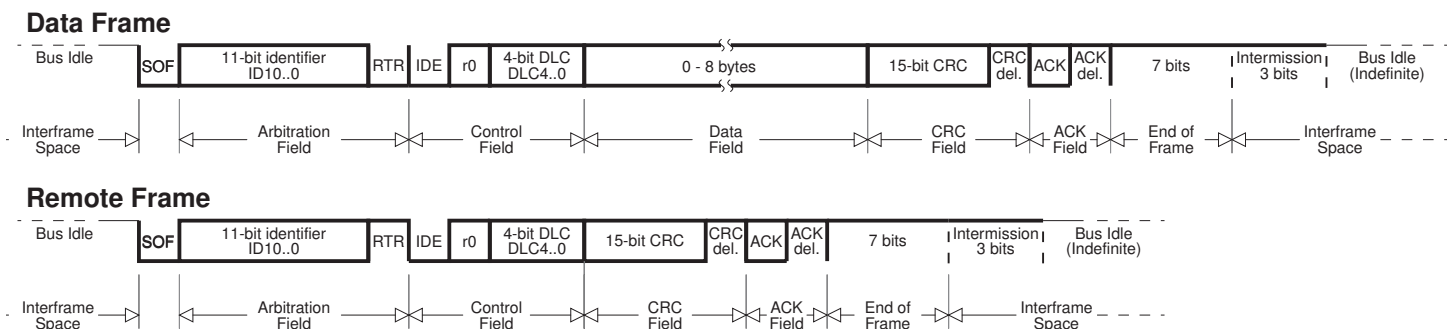 Data Frame
Bus Idle
SOF
11-bit identifier
ID10..0
RTR
IDE
r0
4-bit DLC
DLC4..0
0 - 8 bytes
15-bit CRC
CRC
del.
ACK
ACK
del.
7 bits
Intermission
3 bits
Bus Idle
(Indefinite)
Interframe
Space
Arbitration
Field
Control
Field
Data
Field
CRC
Field
ACK
Field
End of
Frame
Interframe
Space
Remote Frame
Bus Idle
SOF
11-bit identifier
ID10..0
RTR
IDE
r0
4-bit DLC
DLC4..0
15-bit CRC
CRC
del.
ACK
ACK
del.
7 bits
Intermission
3 bits
Bus Idle
(Indefinite)
Interframe
Space
Arbitration
Field
Control
Field
CRC
Field
ACK
Field
End of
Frame
Interframe
Space